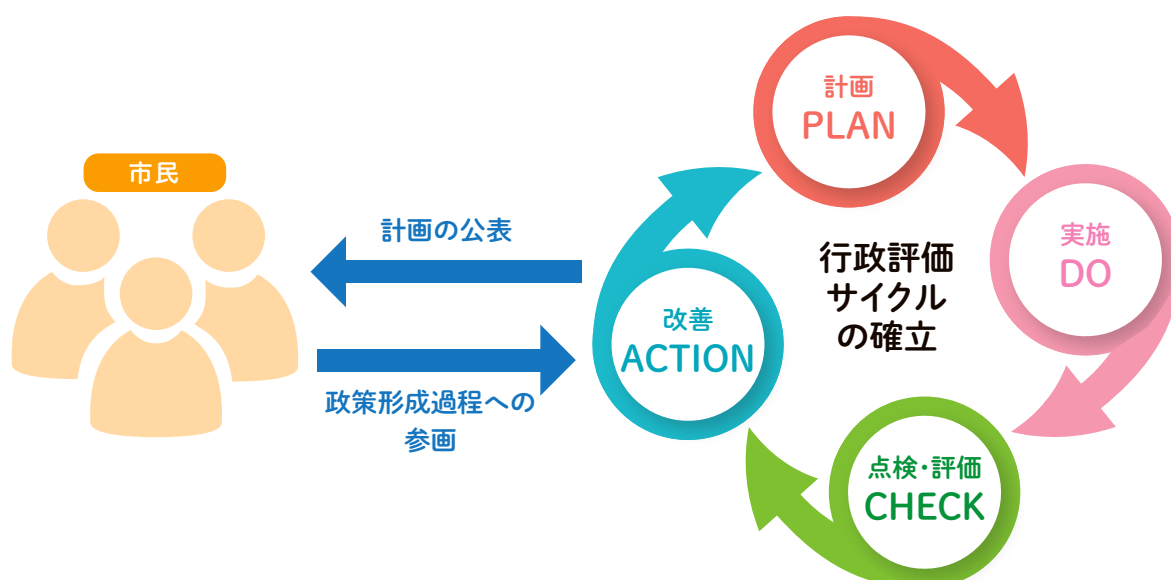 市民
計画の公表
政策形成過程への
参画
計画
PLAN
実施
DO
行政評価
サイクル
の確立
改善
ACTION
点検・評価
CHECK